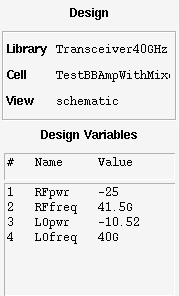 Design
Library Transceiver40GHz
Cell TestBBAmpWithMix
View schematic
Design Variables
# Name Value
1 RFpwr -25
2 RFfreq 41.5G
3 LOpwr -10.52
4 LOfreq 40G